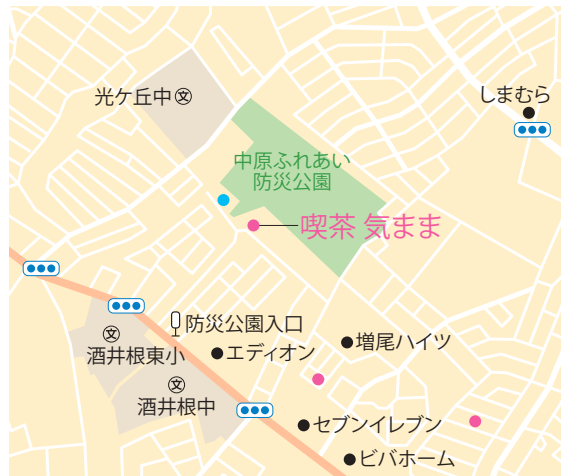 しまむら
光ケ丘中
文
中原ふれあい
防災公園
喫茶 気まま
防災公園入口
文
酒井根東小
エディオン
増尾ハイツ
文
酒井根中
セブンイレブン
ビバホーム